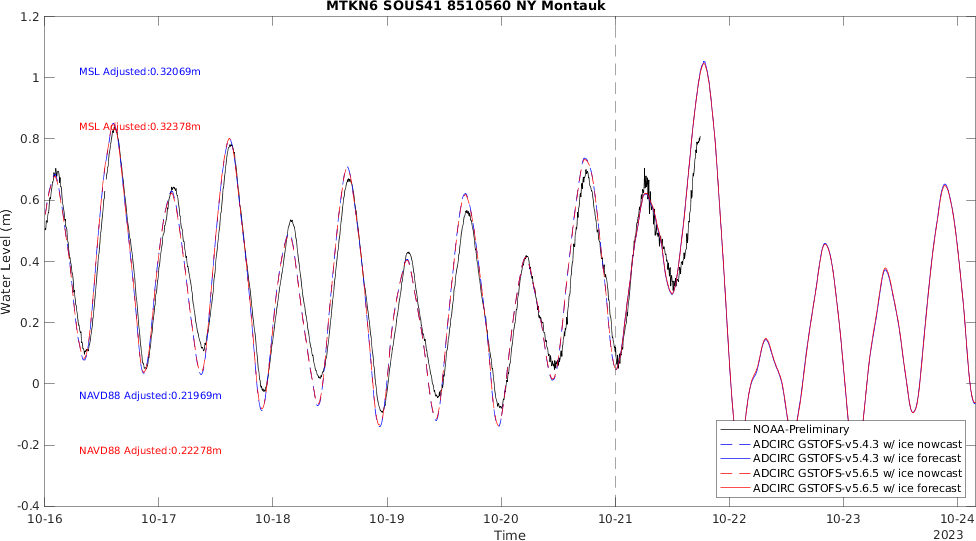 MTKN6 SOUS41 8510560 NY Montauk
1.2
1
0.8
0.6
0.4
0.2
0
-0.2
-0.4
Water Level (m)
MSL Adjusted:0.32069m
MSL Adjusted:0.32378m
NAVD88 Adjusted:0.21969m
NAVD88 Adjusted:0.22278m
NOAA-Preliminary
ADCIRC GSTOFS-v5.4.3 w/ ice nowcast
ADCIRC GSTOFS-v5.4.3 w/ ice forecast
ADCIRC GSTOFS-v5.6.5 w/ ice nowcast
ADCIRC GSTOFS-v5.6.5 w/ ice forecast
10-16 10-17 10-18 10-19 10-20 10-21 10-22 10-23 10-24
Time
2023